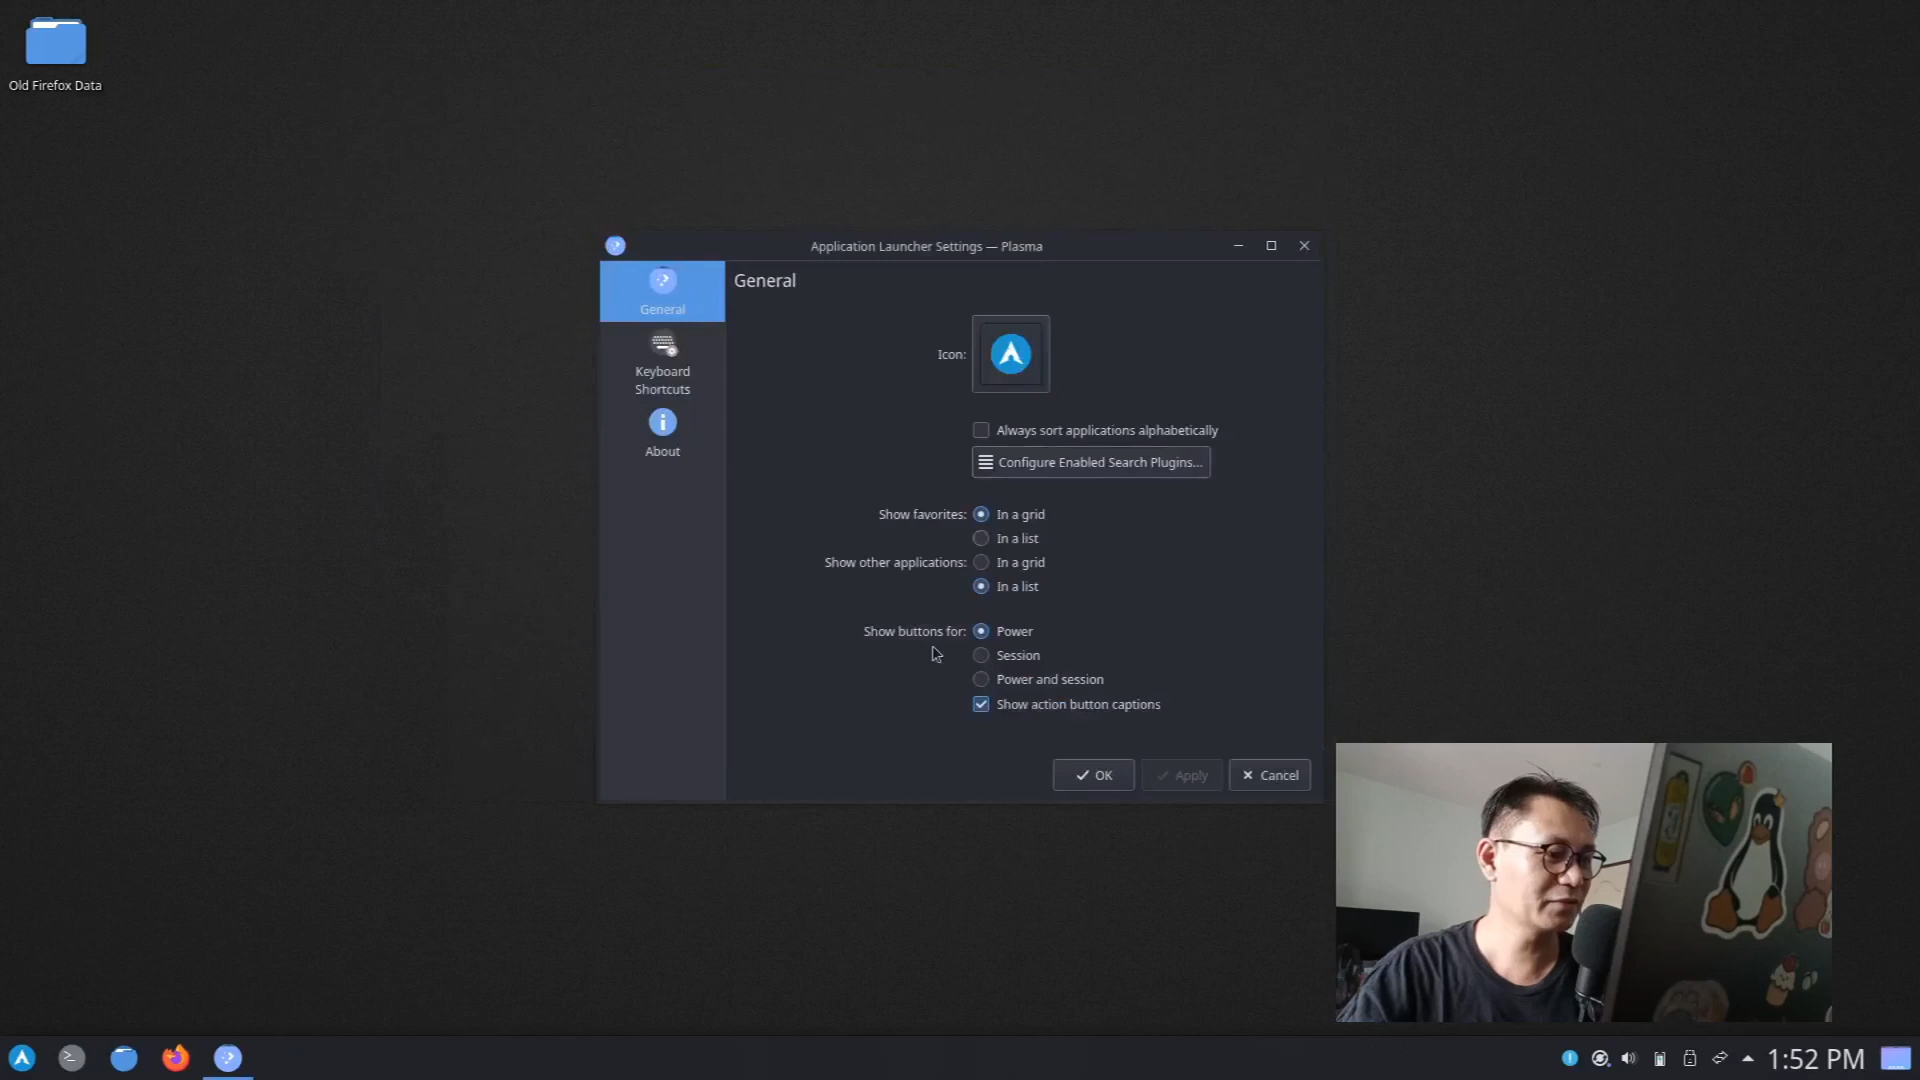 Old Firefox Data
Application Launcher Settings — Plasma
General
Keyboard
Shortcuts
About
General
Icon:
Always sort applications alphabetically
Configure Enabled Search Plugins...
Show favorites:
In a grid
In a list
Show other applications:
In a grid
In a list
Show buttons for:
Power
Session
Power and session
Show action button captions
OK
Apply
Cancel
1:52 PM